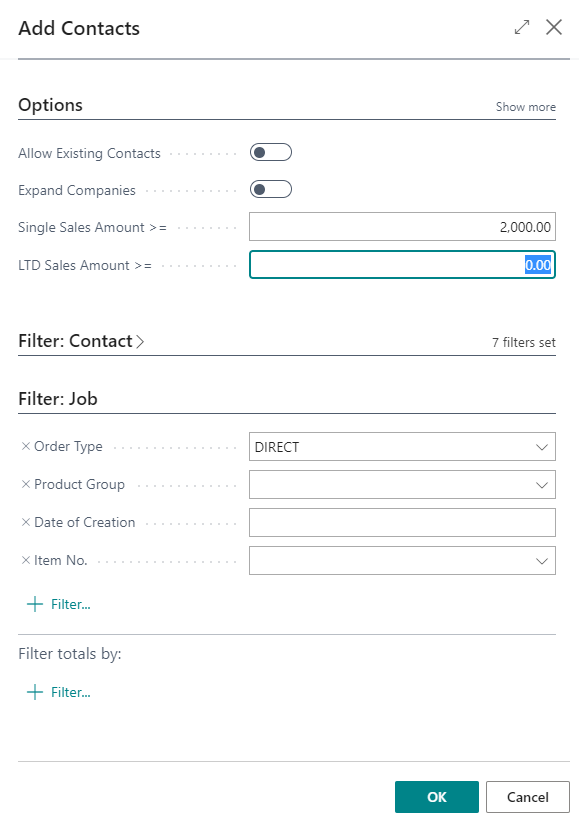 Add Contacts
Options Show more
Allow Existing Contacts
Expand Companies
Single Sales Amount >= 2,000.00
LTD Sales Amount >= 0.00
Filter: Contact 7 filters set
Filter: Job
Order Type DIRECT
Product Group
Date of Creation
Item No.
Filter...
Filter totals by:
Filter...
OK Cancel